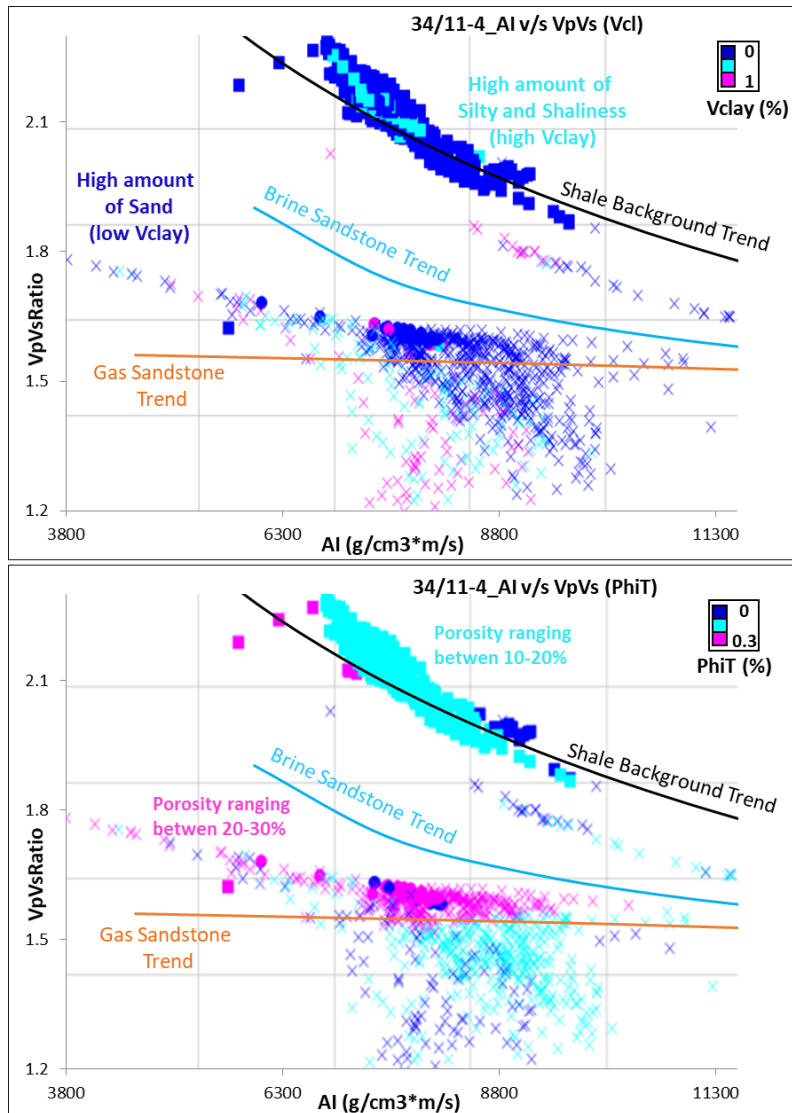 34/11-4_AI v/s VpVs (Vcl)
0
1
Vclay (%)
High amount of
Silty and Shaliness
(high Vclay)
High amount
of Sand
(low Vclay)
Brine Sandstone Trend
Shale Background Trend
Gas Sandstone
Trend
VpVsRatio
2.1
1.8
1.5
1.2
3800
6300
8800
11300
AI (g/cm3*m/s)
34/11-4_AI v/s VpVs (PhiT)
0
0.3
PhiT (%)
Porosity ranging
betwen 10-20%
Porosity ranging
betwen 20-30%
Brine Sandstone Trend
Shale Background Trend
Gas Sandstone
Trend
VpVsRatio
2.1
1.8
1.5
1.2
3800
6300
8800
11300
AI (g/cm3*m/s)